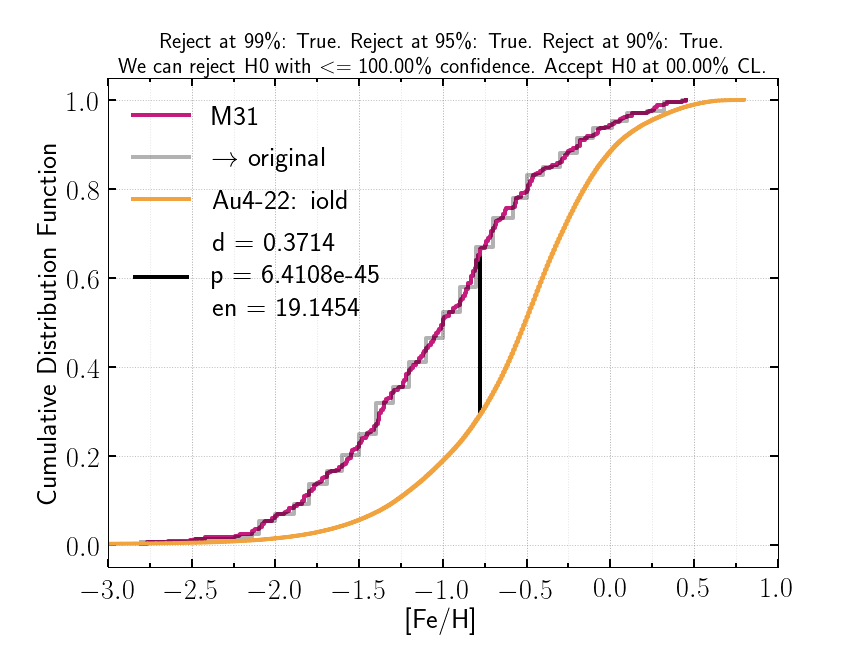 Reject at 99%: True. Reject at 95%: True. Reject at 90%: True.
We can reject H0 with <= 100.00% confidence. Accept H0 at 00.00% CL.
Cumulative Distribution Function
1.0
0.8
0.6
0.4
0.2
0.0
M31
→ original
Au4-22: iold
d = 0.3714
p = 6.4108e-45
en = 19.1454
−3.0 −2.5 −2.0 −1.5 −1.0 −0.5 0.0 0.5 1.0
[Fe/H]